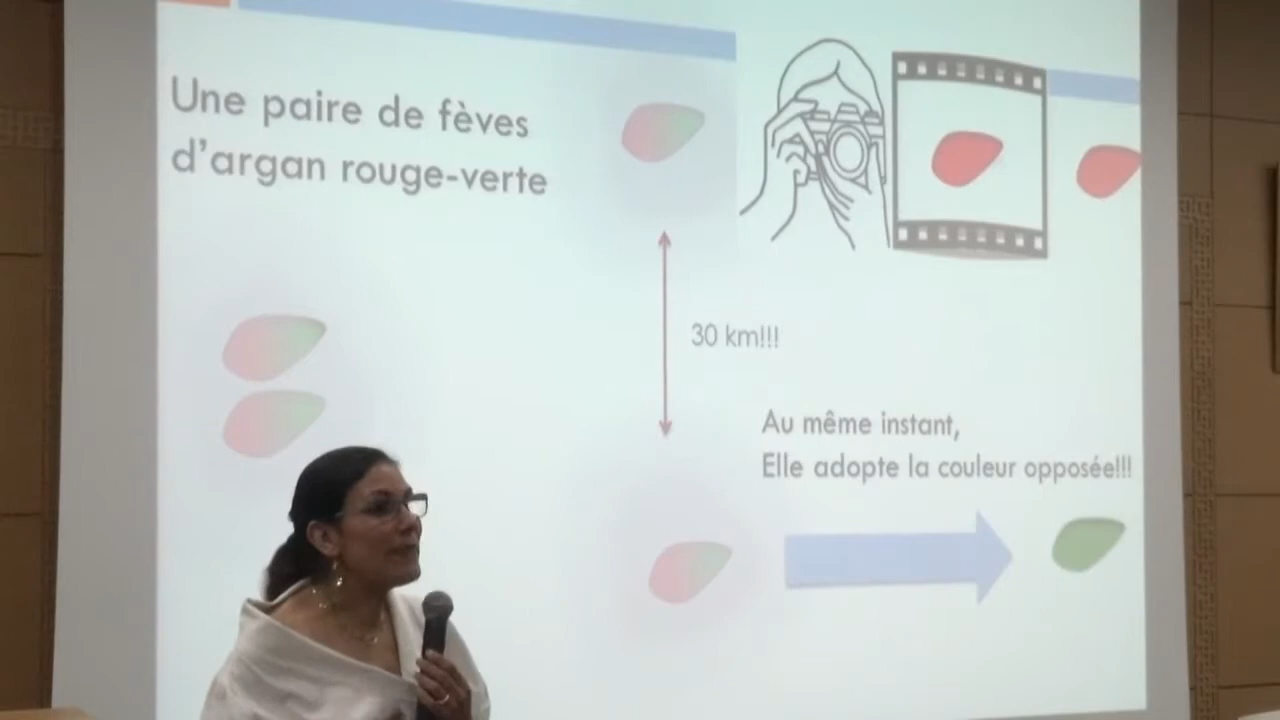 Une paire de fèves
d'argan rouge-verte
30 km!!!
Au même instant,
Elle adopte la couleur opposée!!!